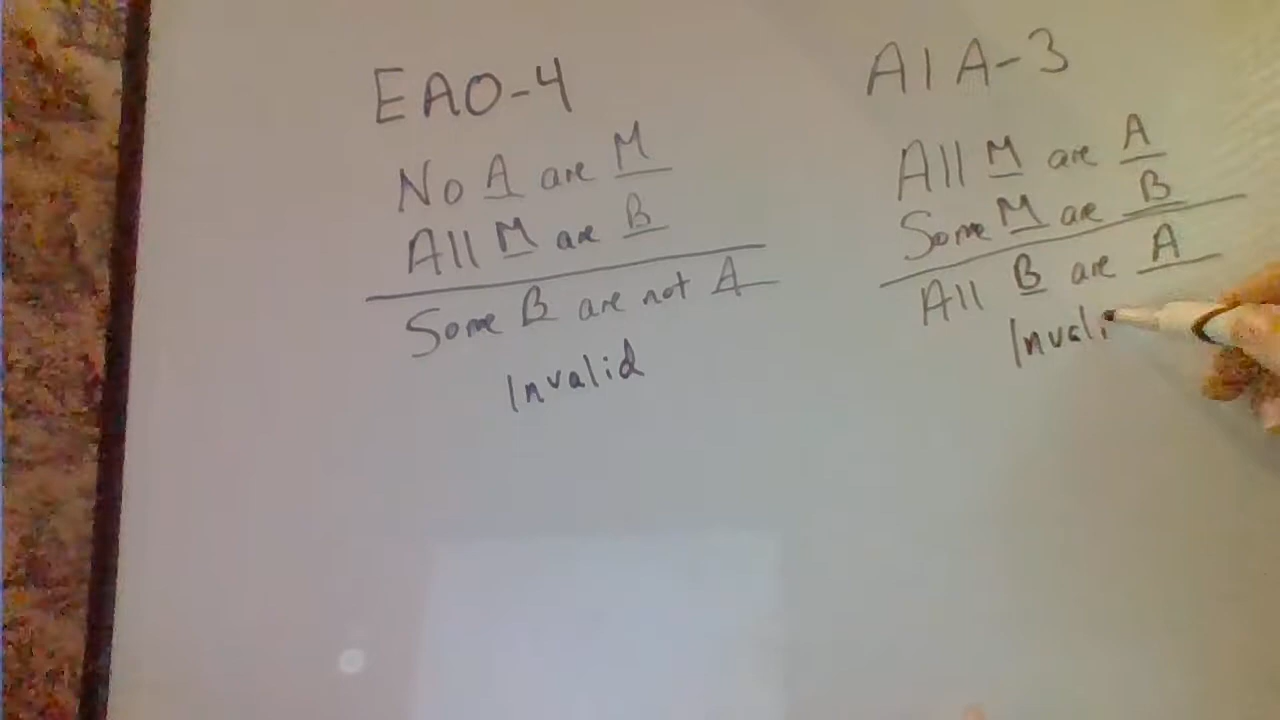 EAO-4
No A are M
All M are B
Some B are not A
Invalid
AIA-3
All M are A
Some M are B
All B are A
Invali